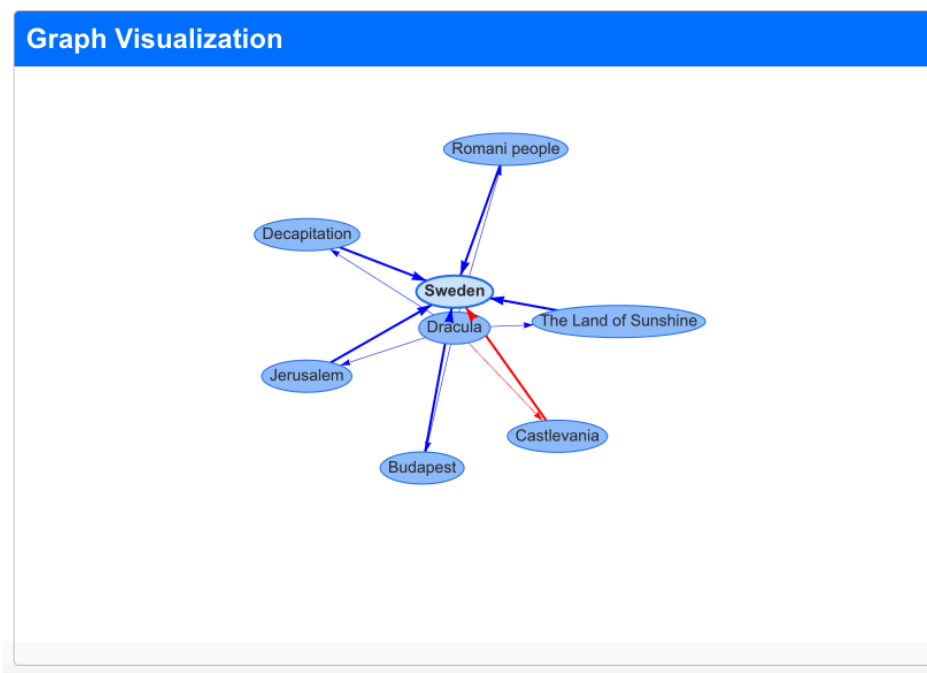 Graph Visualization
Romani people
Decapitation
Sweden
The Land of Sunshine
Dracula
Jerusalem
Castlevania
Budapest